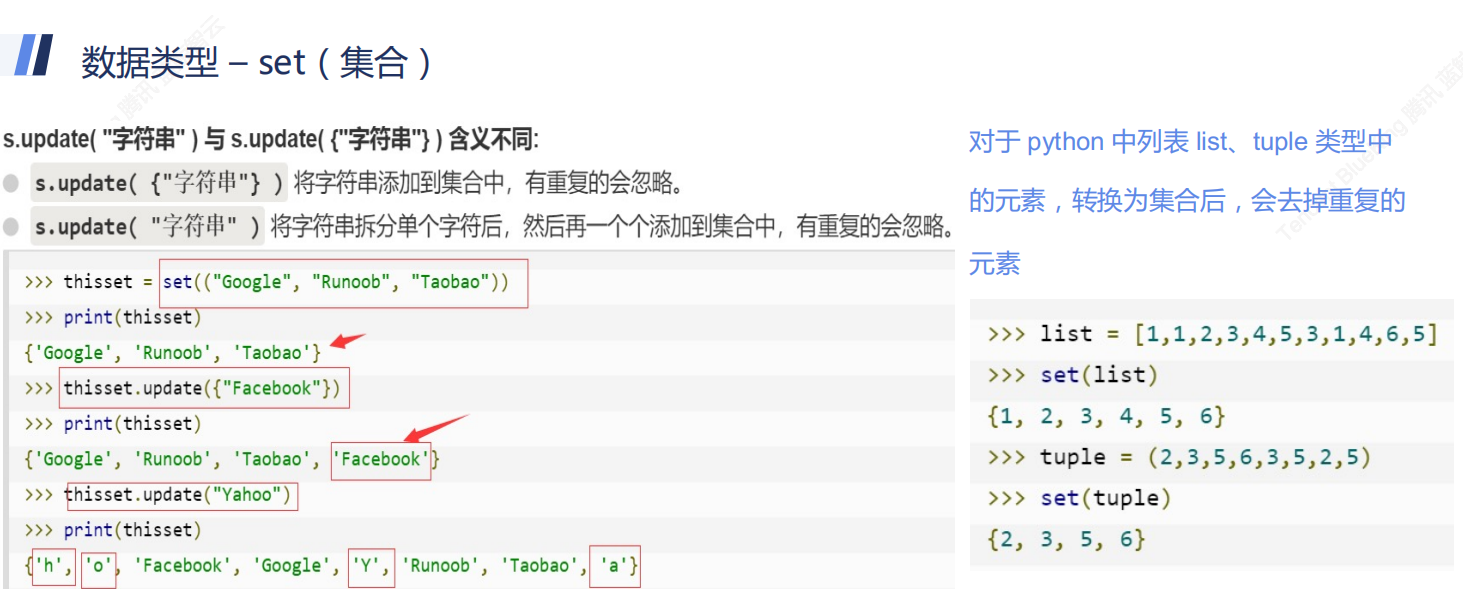 数据类型 – set（集合）
s.update( "字符串" ) 与 s.update( {"字符串"} ) 含义不同:
s.update( {"字符串"} ) 将字符串添加到集合中，有重复的会忽略。
s.update( "字符串" ) 将字符串拆分单个字符后，然后再一个个添加到集合中，有重复的会忽略。
>>> thisset = set(("Google", "Runoob", "Taobao"))
>>> print(thisset)
{'Google', 'Runoob', 'Taobao'}
>>> thisset.update({"Facebook"})
>>> print(thisset)
{'Google', 'Runoob', 'Taobao', 'Facebook'}
>>> thisset.update("Yahoo")
>>> print(thisset)
{'h', 'o', 'Facebook', 'Google', 'Y', 'Runoob', 'Taobao', 'a'}
对于 python 中列表 list、tuple 类型中
的元素，转换为集合后，会去掉重复的
元素
>>> list = [1,1,2,3,4,5,3,1,4,6,5]
>>> set(list)
{1, 2, 3, 4, 5, 6}
>>> tuple = (2,3,5,6,3,5,2,5)
>>> set(tuple)
{2, 3, 5, 6}